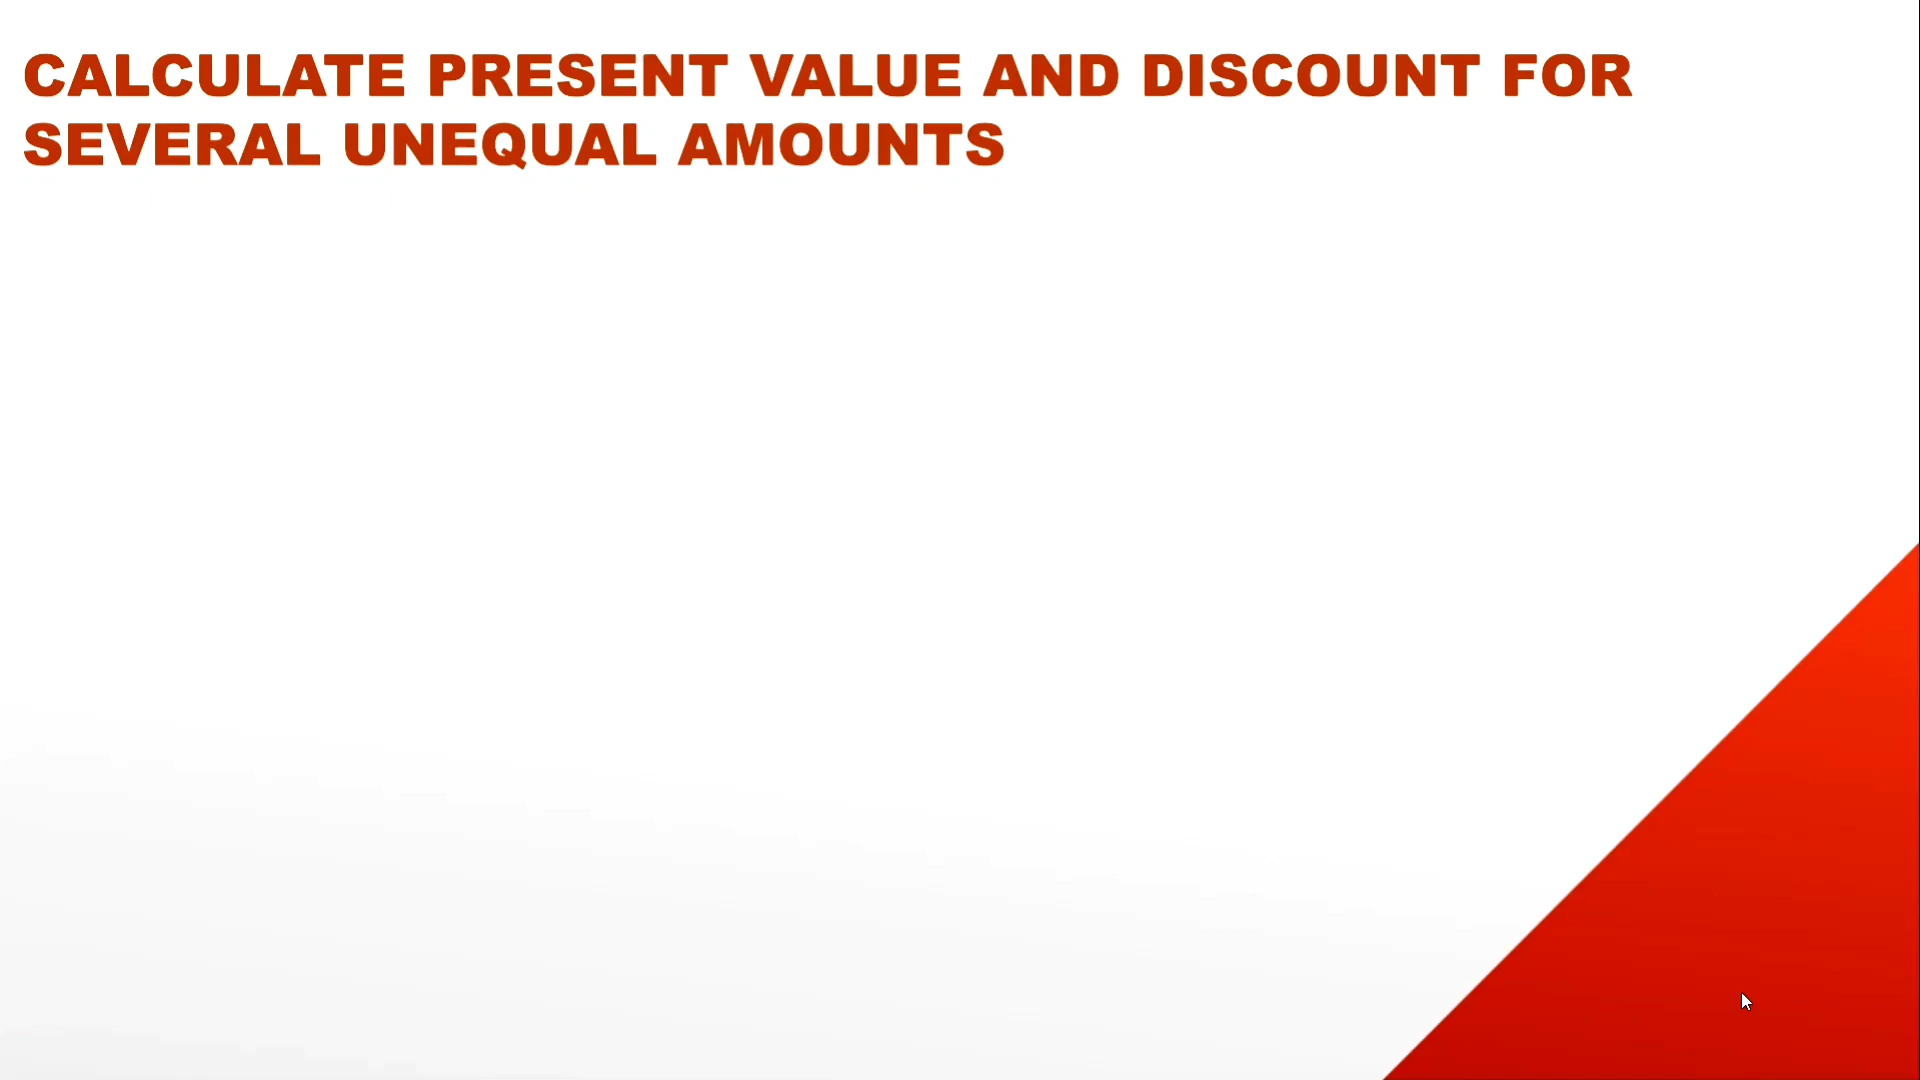 CALCULATE PRESENT VALUE AND DISCOUNT FOR
SEVERAL UNEQUAL AMOUNTS